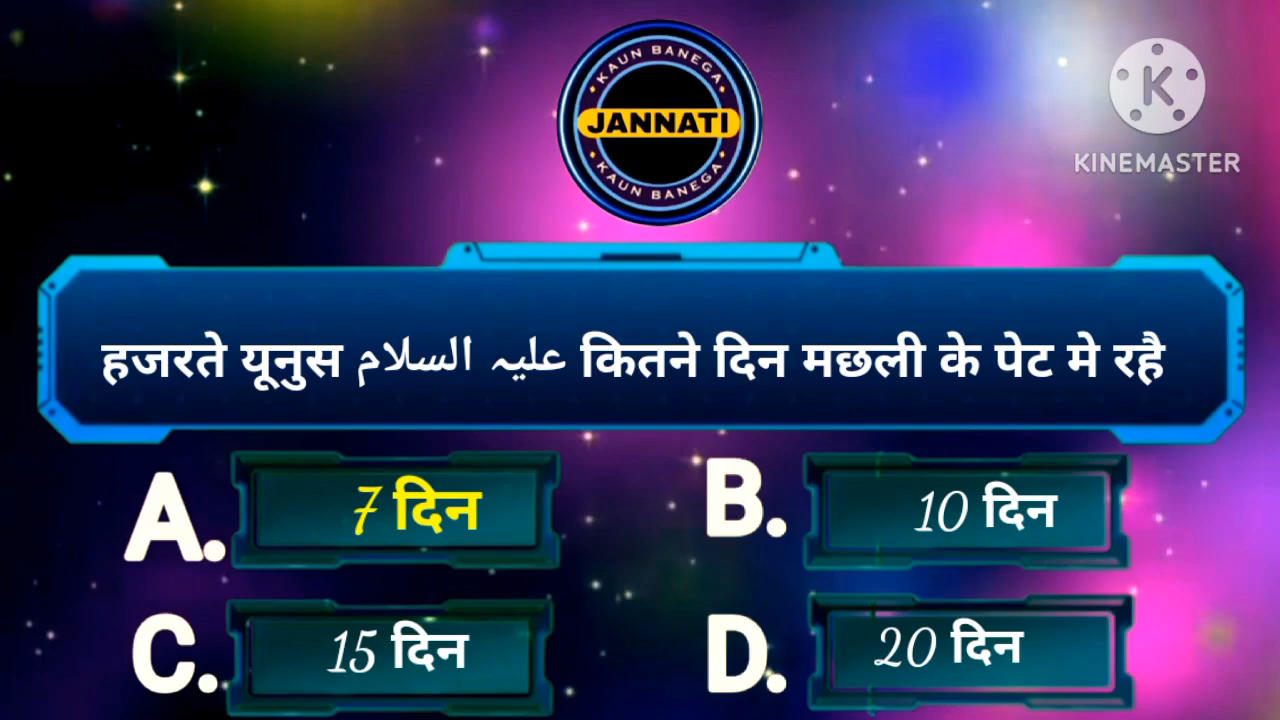 KAUN BANEGA
JANNATI
KAUN BANEGA
K
KINEMASTER
हजरते यूनुस علیہ السلام कितने दिन मछली के पेट मे रहै
A. 7 दिन
B. 10 दिन
C. 15 दिन
D. 20 दिन